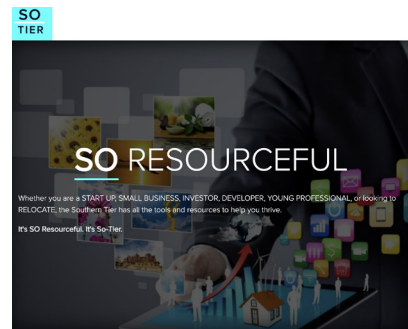 SO
TIER
SO RESOURCEFUL
Whether you are a START UP, SMALL BUSINESS, INVESTOR, DEVELOPER, YOUNG PROFESSIONAL, or looking to
RELOCATE, the Southern Tier has all the tools and resources to help you thrive.
It's SO Resourceful. It's So-Tier.